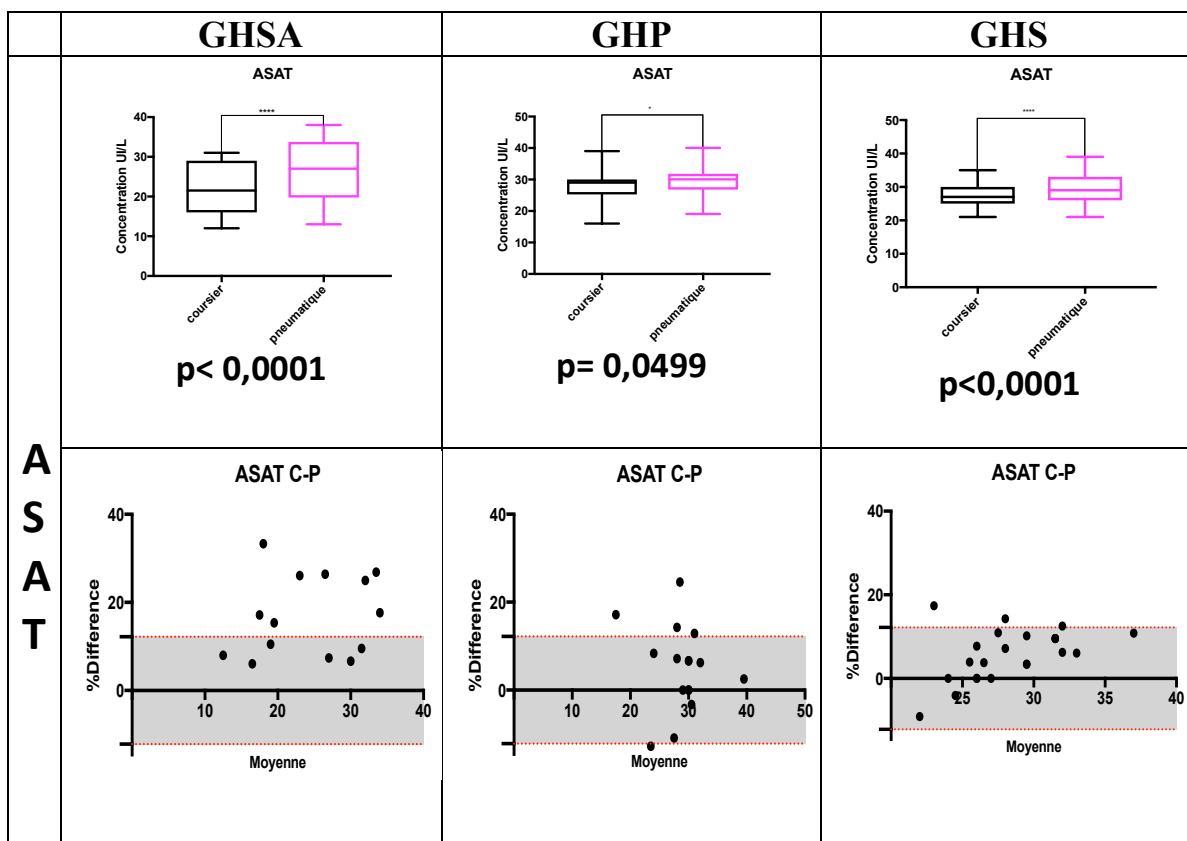 GHSA
GHP
GHS
A
S
A
T
ASAT
****
Concentration UI/L
40
30
20
10
0
coursier
pneumatique
p< 0,0001
ASAT
*
Concentration UI/L
50
40
30
20
10
0
coursier
pneumatique
p= 0,0499
ASAT
****
Concentration UI/L
50
40
30
20
10
0
coursier
pneumatique
p<0,0001
ASAT C-P
%Difference
40
20
0
10
20
30
40
Moyenne
ASAT C-P
%Difference
40
20
0
10
20
30
40
50
Moyenne
ASAT C-P
%Difference
40
20
0
25
30
35
40
Moyenne